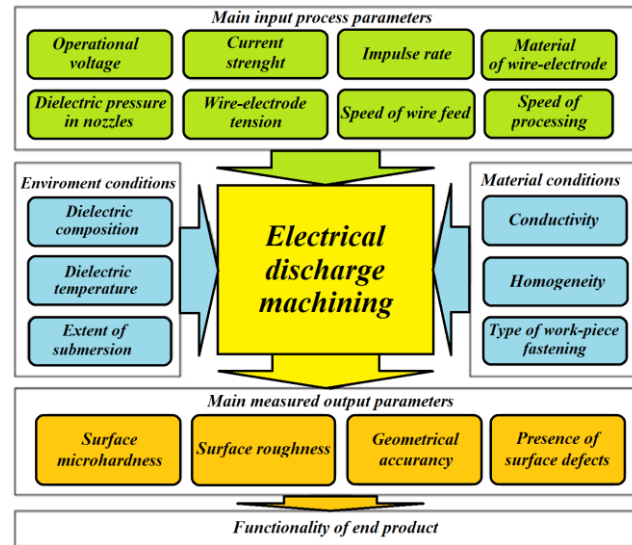 Main input process parameters
Operational
voltage
Current
strenght
Impulse rate
Material
of wire-electrode
Dielectric pressure
in nozzles
Wire-electrode
tension
Speed of wire feed
Speed of
processing
Enviroment conditions
Dielectric
composition
Dielectric
temperature
Extent of
submersion
Electrical
discharge
machining
Material conditions
Conductivity
Homogeneity
Type of work-piece
fastening
Main measured output parameters
Surface
microhardness
Surface roughness
Geometrical
accurancy
Presence of
surface defects
Functionality of end product